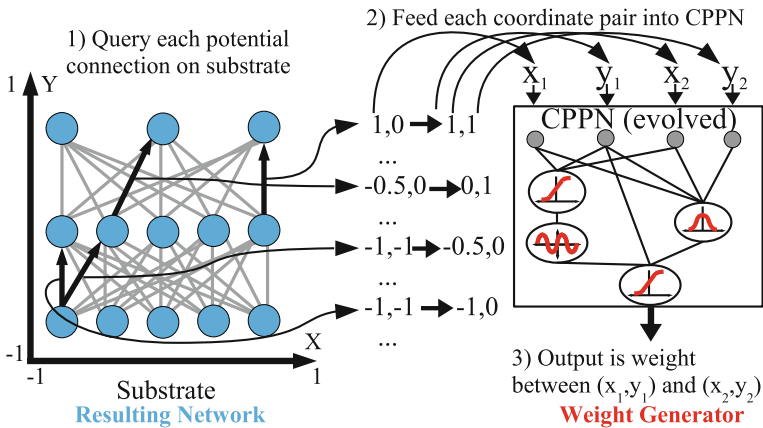 1) Query each potential
connection on substrate
2) Feed each coordinate pair into CPPN
1 Y
x₁ y₁ x₂ y₂
CPPN (evolved)
1,0 1,1
...
-0.5,0 0,1
...
-1,-1 -0.5,0
...
-1,-1 -1,0
...
-1
-1 X 1
Substrate
Resulting Network
3) Output is weight
between (x₁,y₁) and (x₂,y₂)
Weight Generator